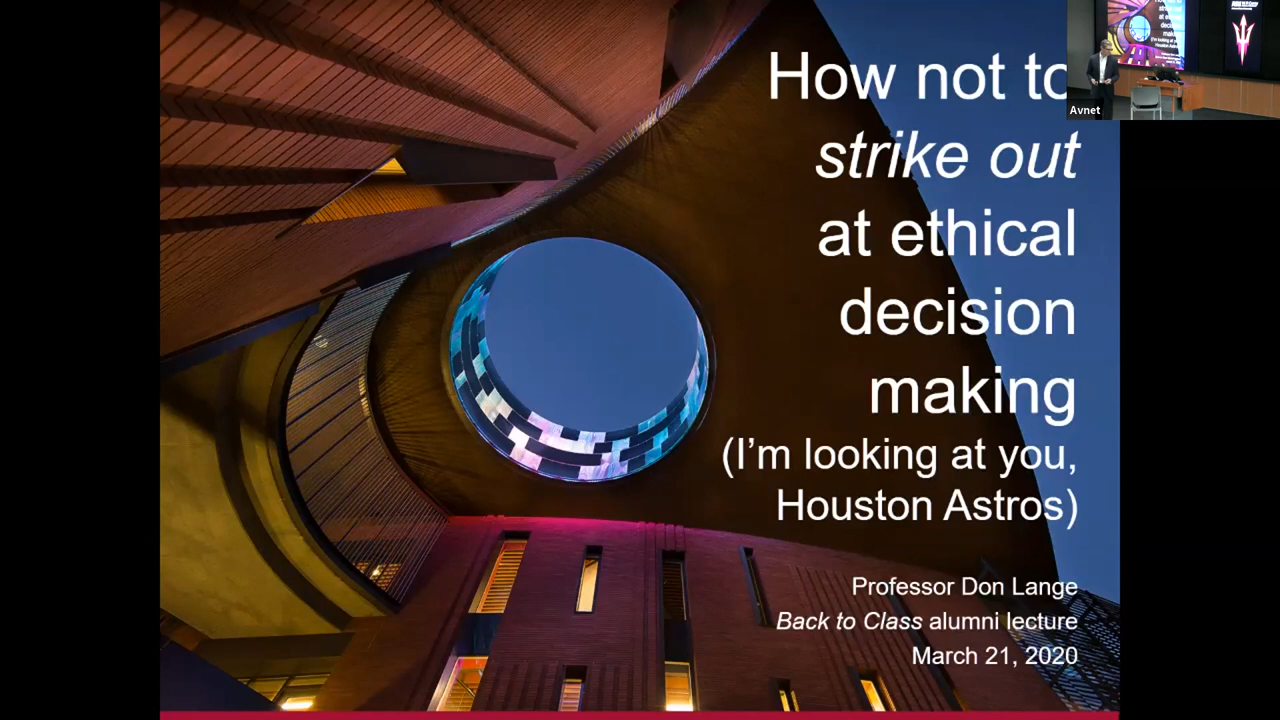 How not to
strike out
at ethical
decision
making
(I'm looking at you,
Houston Astros)
Professor Don Lange
Back to Class alumni lecture
March 21, 2020
Avnet